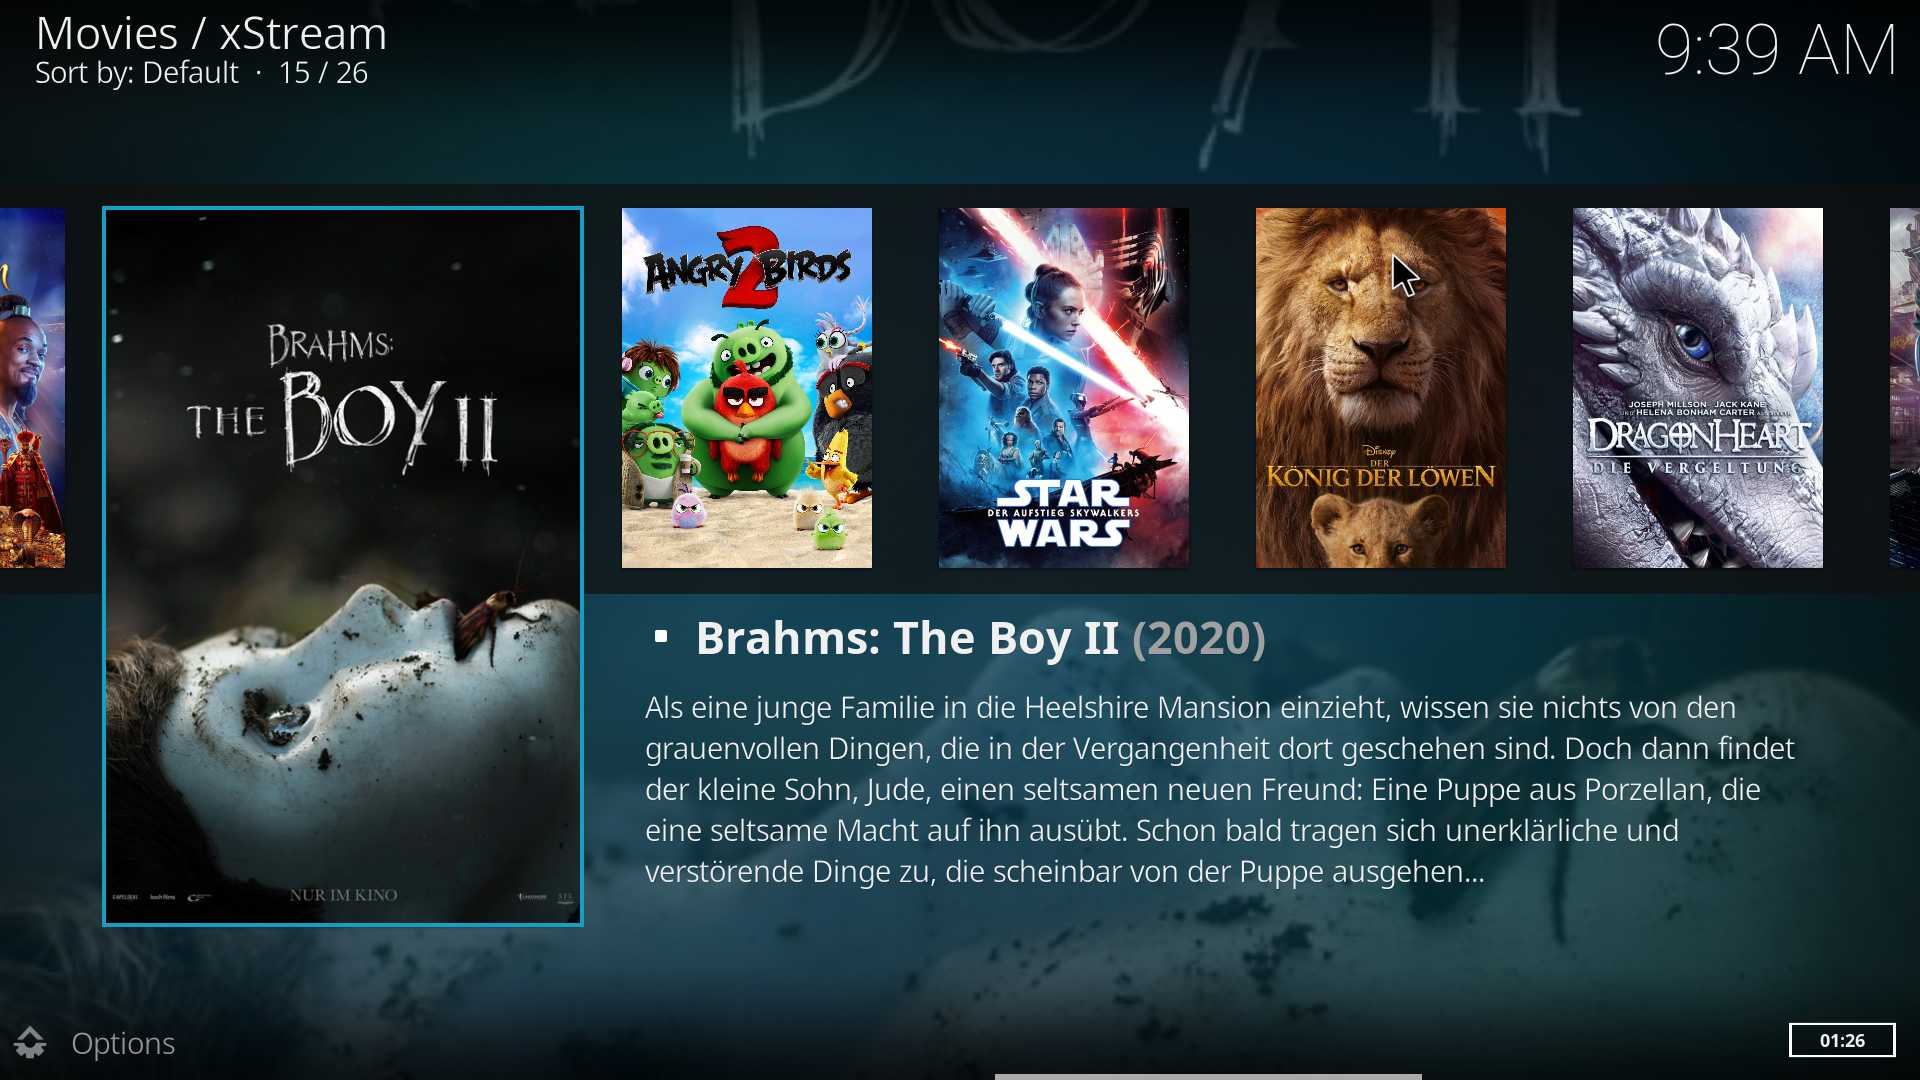 Movies / xStream
Sort by: Default · 15 / 26
9:39 AM
BRAHMS:
THE BOY II
NUR IM KINO
ANGRY BIRDS
2
STAR
DER AUFSTIEG SKYWALKERS
WARS
Disney
DER
KÖNIG DER LÖWEN
JOSEPH MILLSON JACK KANE
UND HELENA BONHAM CARTER
DRAGONHEART
DIE VERGELTUNG
Brahms: The Boy II (2020)
Als eine junge Familie in die Heelshire Mansion einzieht, wissen sie nichts von den
grauenvollen Dingen, die in der Vergangenheit dort geschehen sind. Doch dann findet
der kleine Sohn, Jude, einen seltsamen neuen Freund: Eine Puppe aus Porzellan, die
eine seltsame Macht auf ihn ausübt. Schon bald tragen sich unerklärliche und
verstörende Dinge zu, die scheinbar von der Puppe ausgehen...
Options
01:26